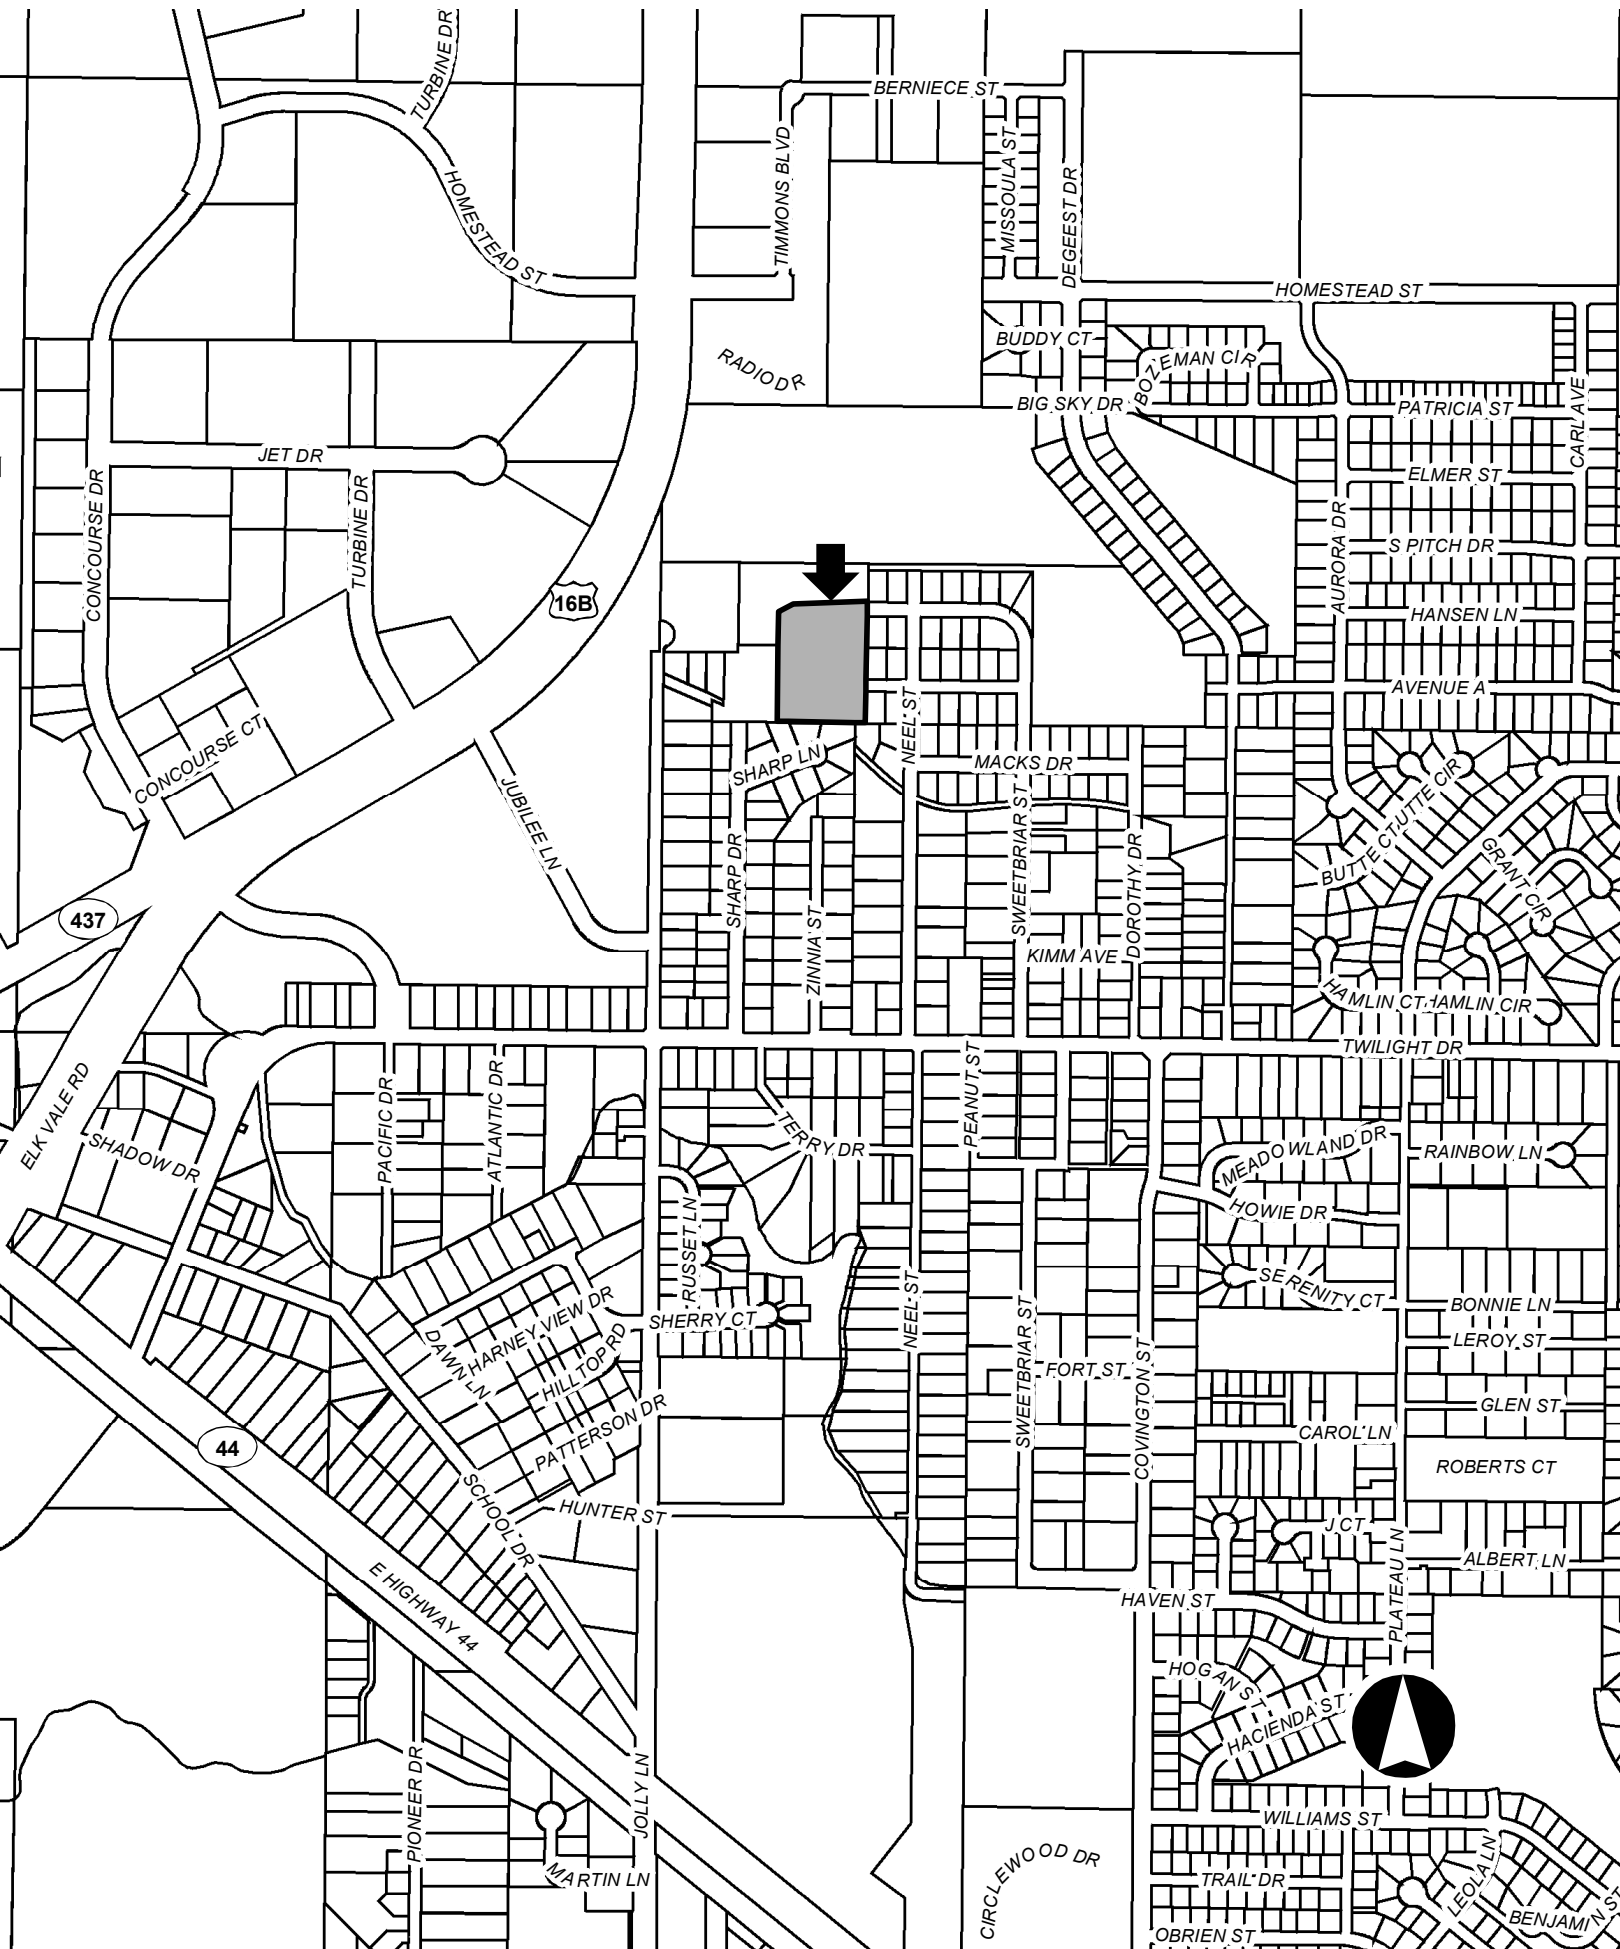 TURBINE DR
BERNIECE ST
TIMMONS BLVD
MISSOULA ST
DEGEEST DR
HOMESTEAD ST
HOMESTEAD ST
BUDDY CT
BOZEMAN CIR
RADIO DR
BIG SKY DR
PATRICIA ST
CARL AVE
JET DR
ELMER ST
CONCOURSE DR
TURBINE DR
AURORA DR
S PITCH DR
16B
HANSEN LN
AVENUE A
NEEL ST
CONCOURSE CT
SHARP LN
MACKS DR
BUTTE CIR
JUBILEE LN
BUTTE CT
SHARP DR
SWEETBRIAR ST
DOROTHY DR
GRANT CIR
437
ZINNIA ST
KIMM AVE
HAMLIN CT
HAMLIN CIR
TWILIGHT DR
ELK VALE RD
PACIFIC DR
ATLANTIC DR
PEANUT ST
TERRY DR
SHADOW DR
MEADOWLAND DR
RAINBOW LN
HOWIE DR
RUSSET LN
SERENITY CT
NEEL ST
HARNEY VIEW DR
SHERRY CT
BONNIE LN
LEROY ST
DAWN LN
HILLTOP RD
SWEETBRIAR ST
FORT ST
COVINGTON ST
GLEN ST
PATTERSON DR
CAROL LN
44
ROBERTS CT
SCHOOL DR
HUNTER ST
J CT
PLATEAU LN
ALBERT LN
E HIGHWAY 44
HAVEN ST
HOGAN ST
HACIENDA ST
PIONEER DR
JOLLY LN
WILLIAMS ST
MARTIN LN
CIRCLEWOOD DR
TRAIL DR
LEOLA LN
BENJAMIN ST
OBRIEN ST